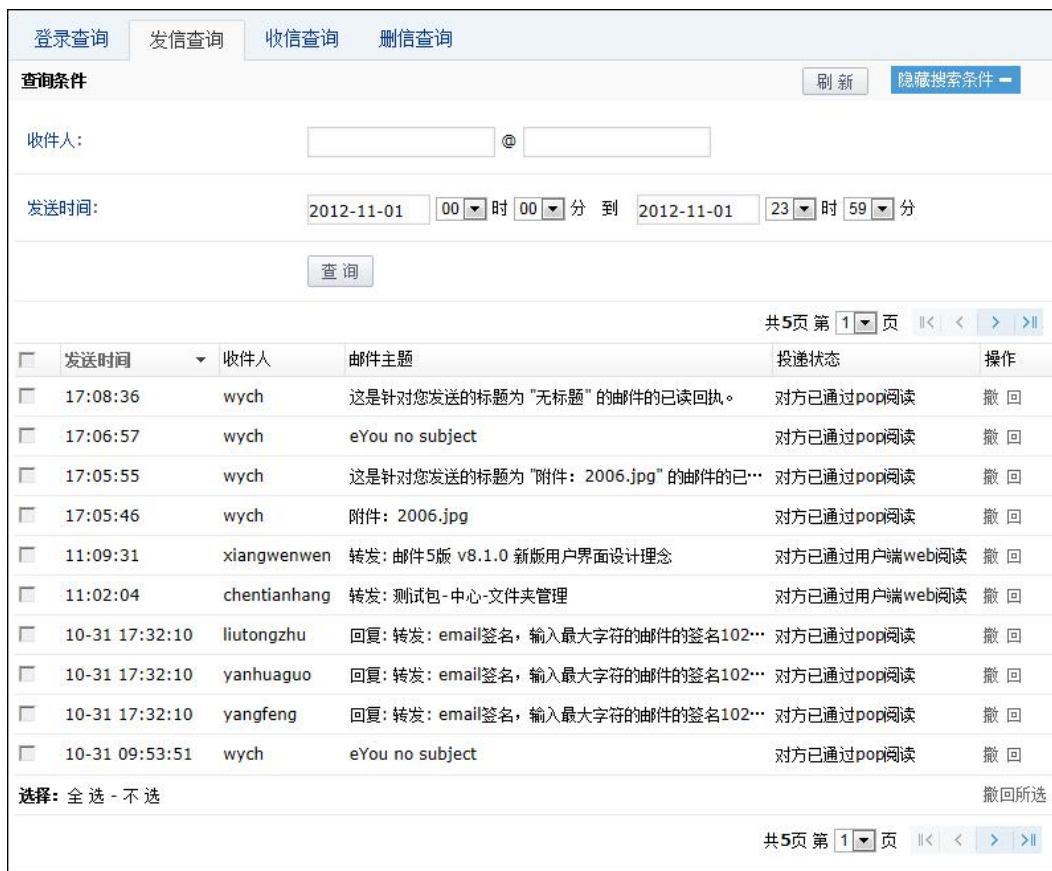 登录查询 发信查询 收信查询 删信查询
查询条件 刷 新 隐藏搜索条件
收件人: @
发送时间: 2012-11-01 00 时 00 分 到 2012-11-01 23 时 59 分
查 询
共5页 第 1 页
发送时间 收件人 邮件主题 投递状态 操作
17:08:36 wych 这是针对您发送的标题为 "无标题" 的邮件的已读回执。 对方已通过pop阅读 撤 回
17:06:57 wych eYou no subject 对方已通过pop阅读 撤 回
17:05:55 wych 这是针对您发送的标题为 "附件：2006.jpg" 的邮件的已… 对方已通过pop阅读 撤 回
17:05:46 wych 附件：2006.jpg 对方已通过pop阅读 撤 回
11:09:31 xiangwenwen 转发: 邮件5版 v8.1.0 新版用户界面设计理念 对方已通过用户端web阅读 撤 回
11:02:04 chentianhang 转发: 测试包-中心-文件夹管理 对方已通过用户端web阅读 撤 回
10-31 17:32:10 liutongzhu 回复: 转发: email签名，输入最大字符的邮件的签名102… 对方已通过pop阅读 撤 回
10-31 17:32:10 yanhuaguo 回复: 转发: email签名，输入最大字符的邮件的签名102… 对方已通过pop阅读 撤 回
10-31 17:32:10 yangfeng 回复: 转发: email签名，输入最大字符的邮件的签名102… 对方已通过pop阅读 撤 回
10-31 09:53:51 wych eYou no subject 对方已通过pop阅读 撤 回
选择: 全 选 - 不 选 撤回所选
共5页 第 1 页